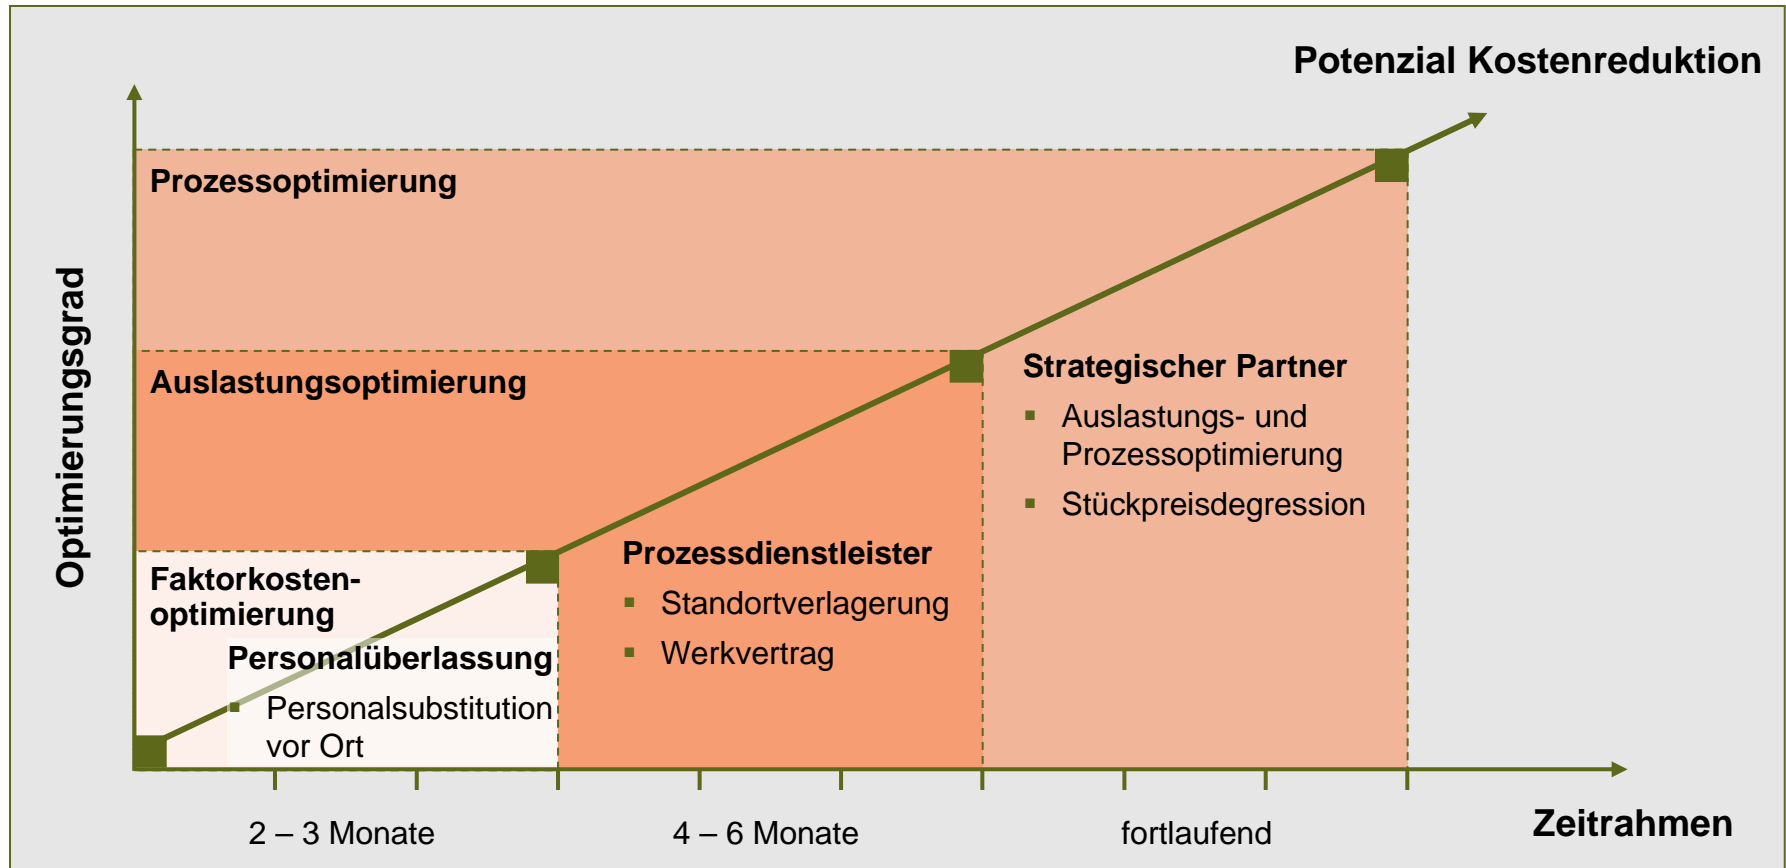 Potenzial Kostenreduktion
Optimierungsgrad
Prozessoptimierung
Auslastungsoptimierung
Faktorkosten-
optimierung
Personalüberlassung
Personalsubstitution
vor Ort
Prozessdienstleister
Standortverlagerung
Werkvertrag
Strategischer Partner
Auslastungs- und
Prozessoptimierung
Stückpreisdegression
2 – 3 Monate
4 – 6 Monate
fortlaufend
Zeitrahmen